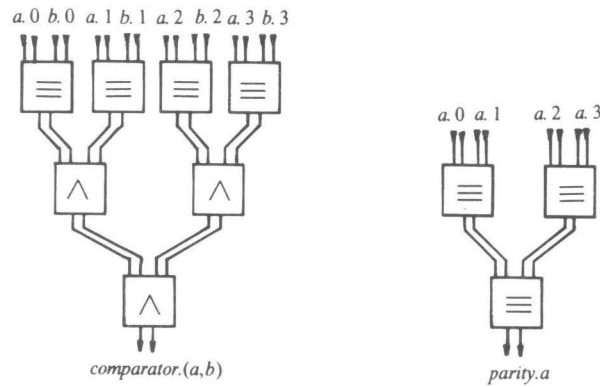 a.0 b.0 a.1 b.1 a.2 b.2 a.3 b.3
≡ ≡ ≡ ≡
a.0 a.1 a.2 a.3
∧ ∧ ≡ ≡
∧ ≡
comparator.(a,b) parity.a